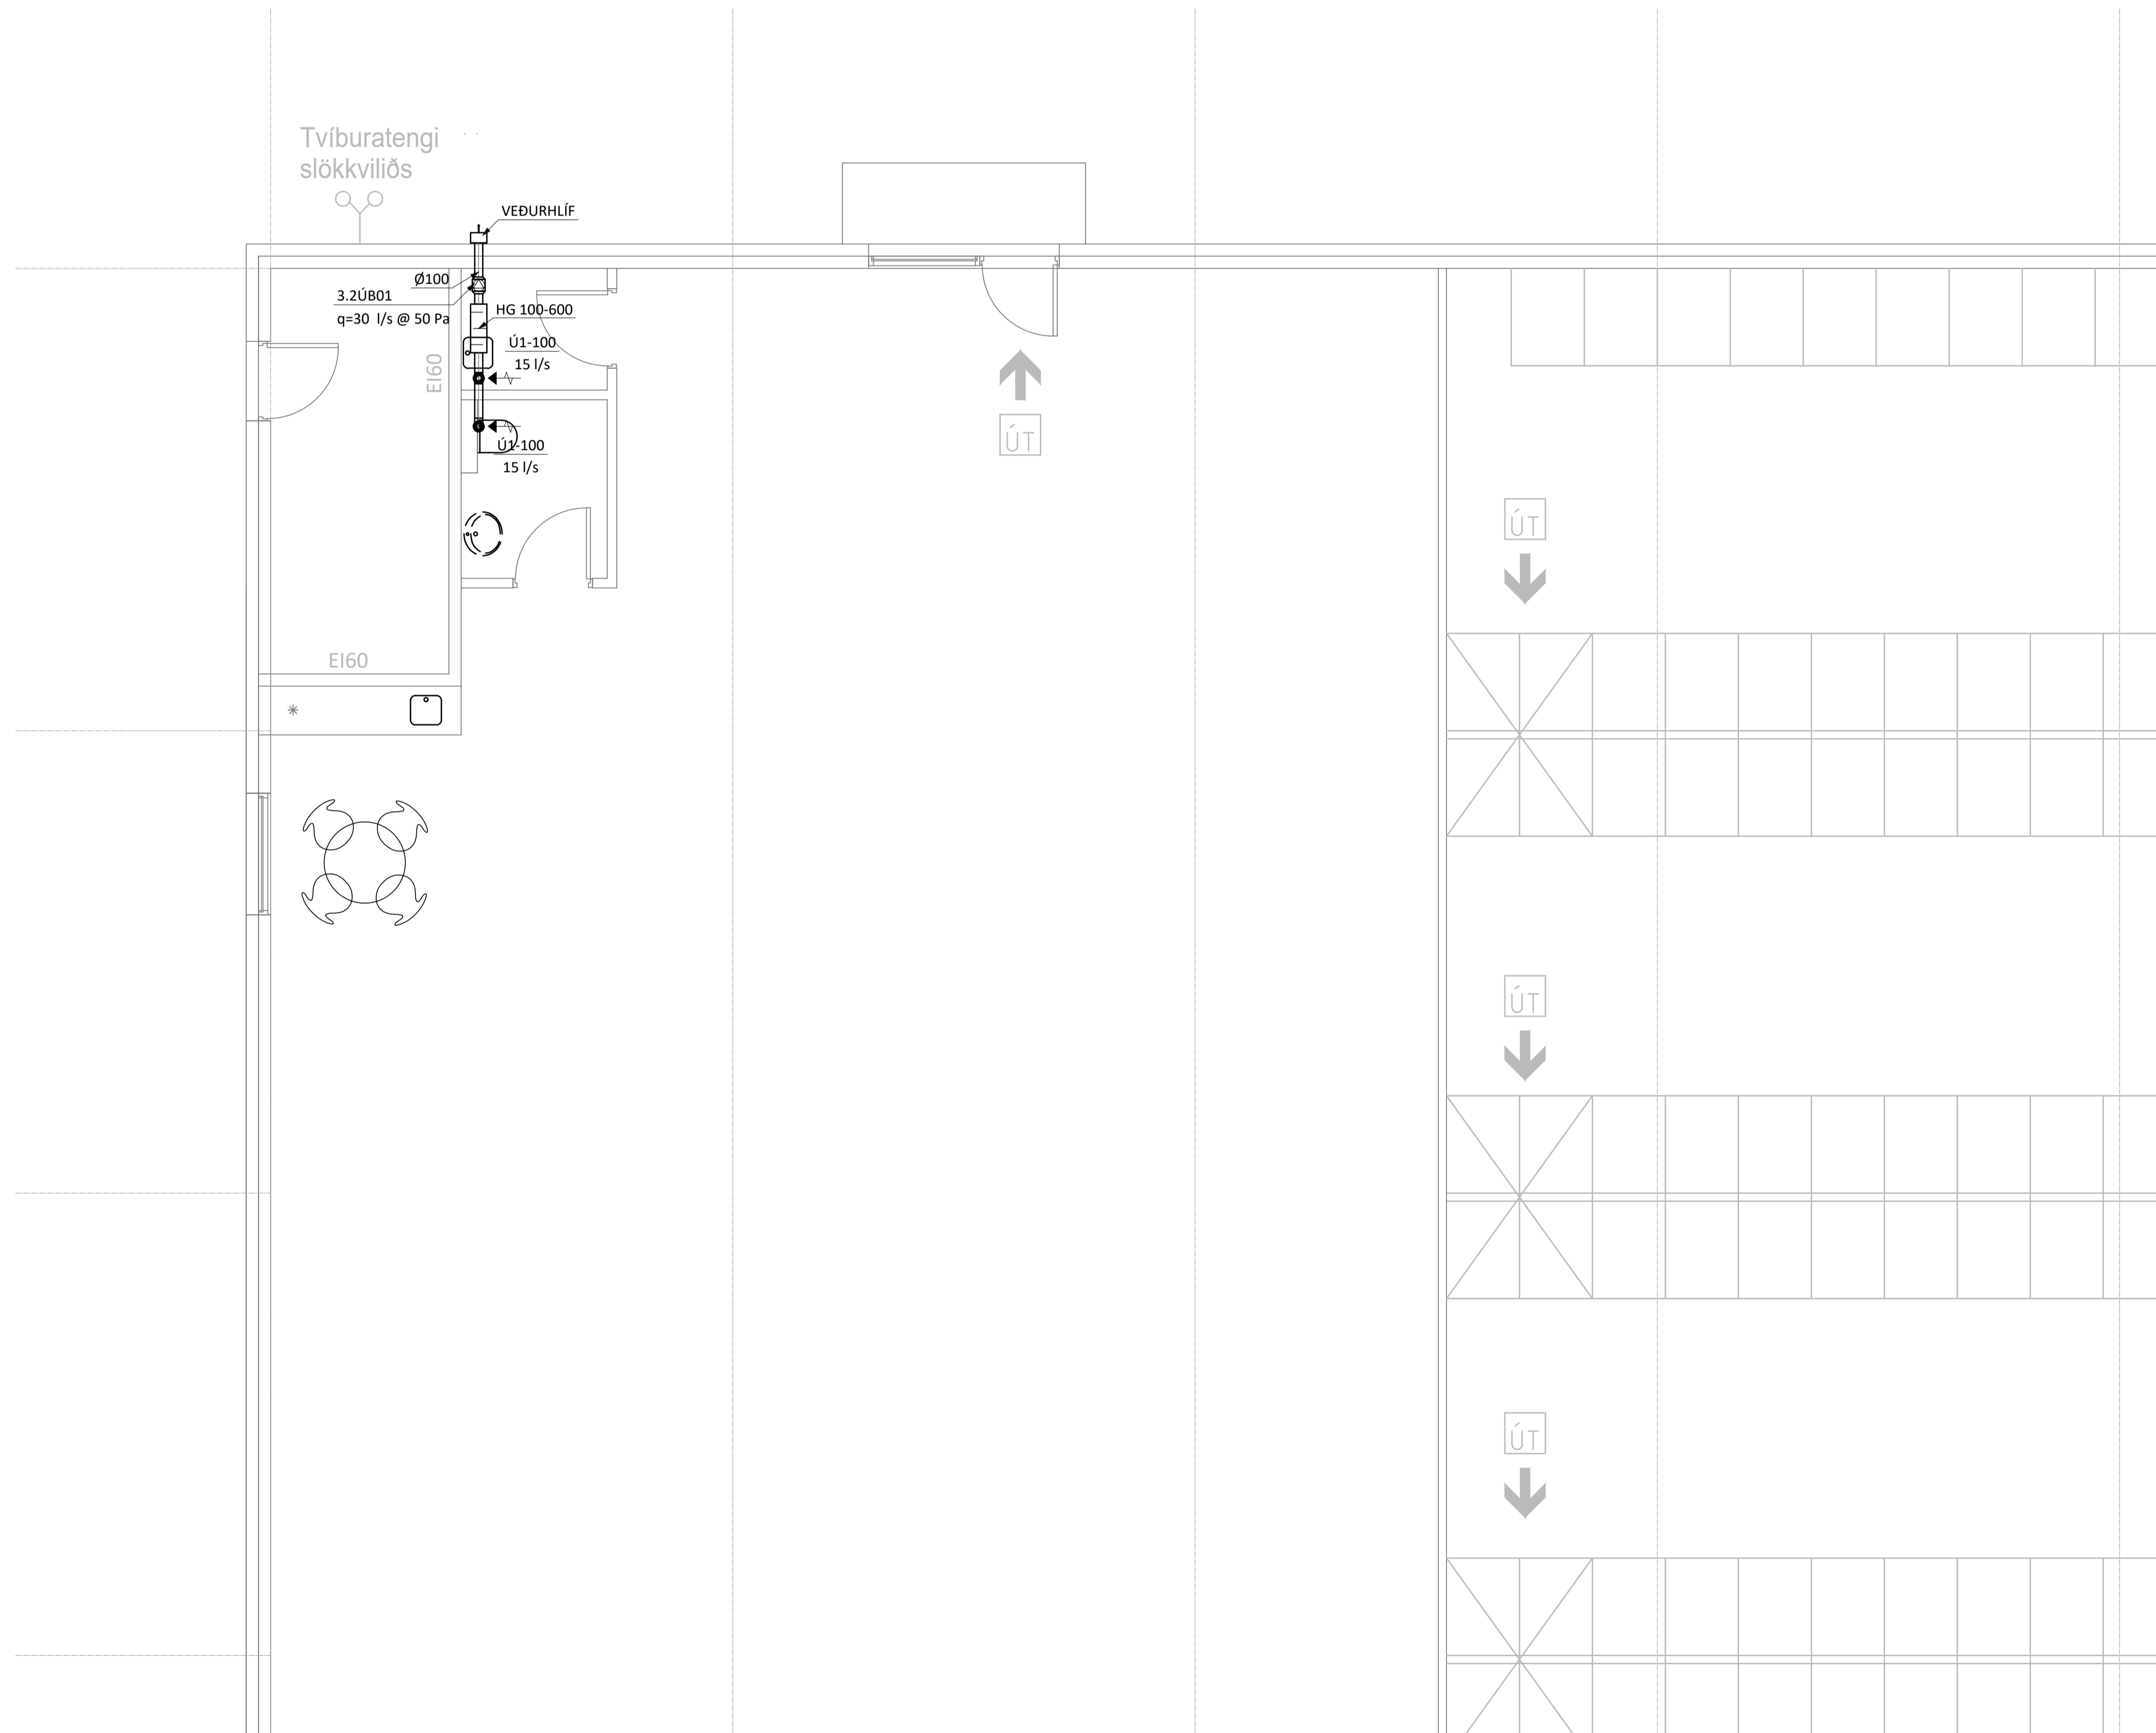 Tvíburatengi
slökkviliðs
VEÐURHLÍF
Ø100
3.2ÚB01
q=30 l/s @ 50 Pa
HG 100-600
Ú1-100
15 l/s
EI60
Ú1-100
15 l/s
ÚT
ÚT
EI60
ÚT
ÚT